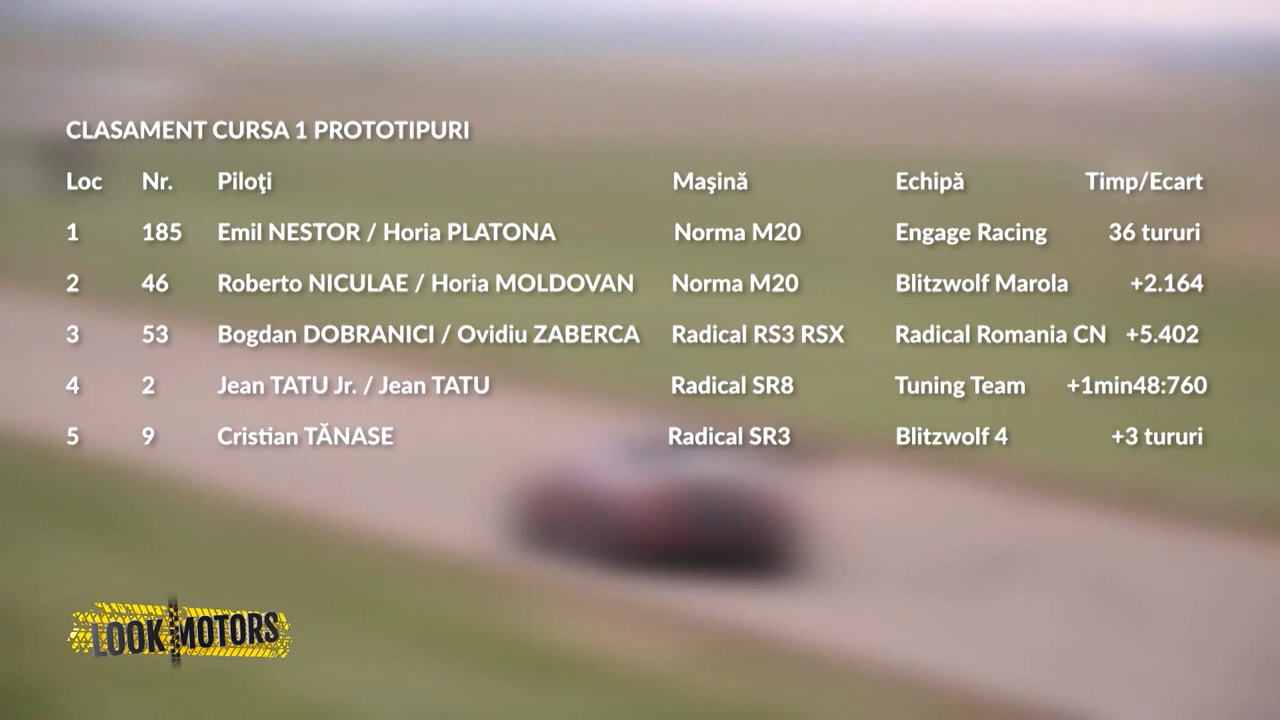 CLASAMENT CURSA 1 PROTOTIPURI
Loc Nr. Piloţi Maşină Echipă Timp/Ecart
1 185 Emil NESTOR / Horia PLATONA Norma M20 Engage Racing 36 tururi
2 46 Roberto NICULAE / Horia MOLDOVAN Norma M20 Blitzwolf Marola +2.164
3 53 Bogdan DOBRANICI / Ovidiu ZABERCA Radical RS3 RSX Radical Romania CN +5.402
4 2 Jean TATU Jr. / Jean TATU Radical SR8 Tuning Team +1min48:760
5 9 Cristian TĂNASE Radical SR3 Blitzwolf 4 +3 tururi
LOOK MOTORS